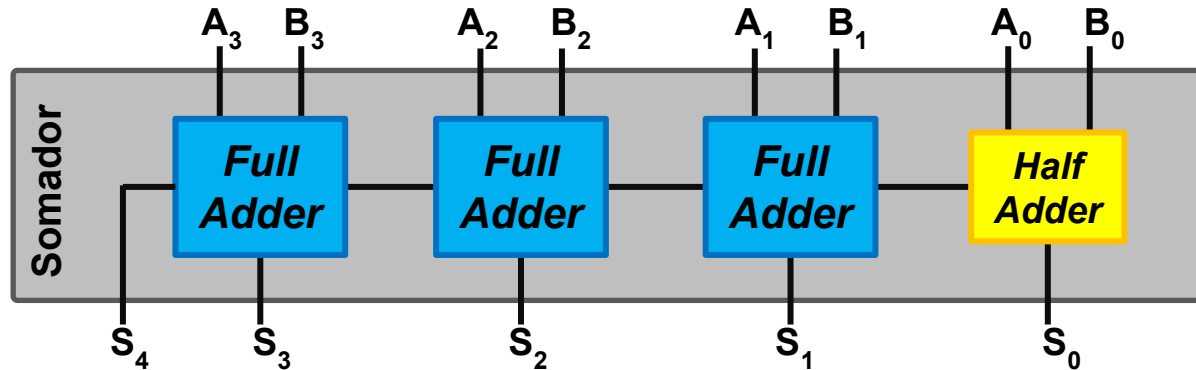 A₃ B₃ A₂ B₂ A₁ B₁ A₀ B₀
Somador
Full Adder
Full Adder
Full Adder
Half Adder
S₄ S₃ S₂ S₁ S₀